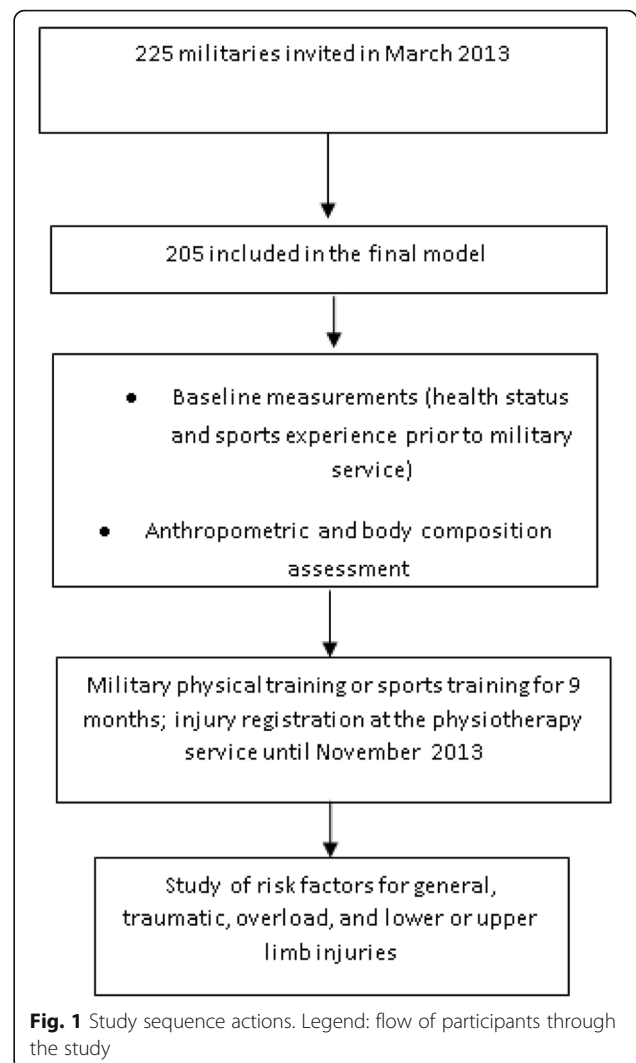 225 militaries invited in March 2013
205 included in the final model
● Baseline measurements (health status
and sports experience prior to military
service)
● Anthropometric and body composition
assessment
Military physical training or sports training for 9
months; injury registration at the physiotherapy
service until November 2013
Study of risk factors for general,
traumatic, overload, and lower or upper
limb injuries
Fig. 1 Study sequence actions. Legend: flow of participants through
the study